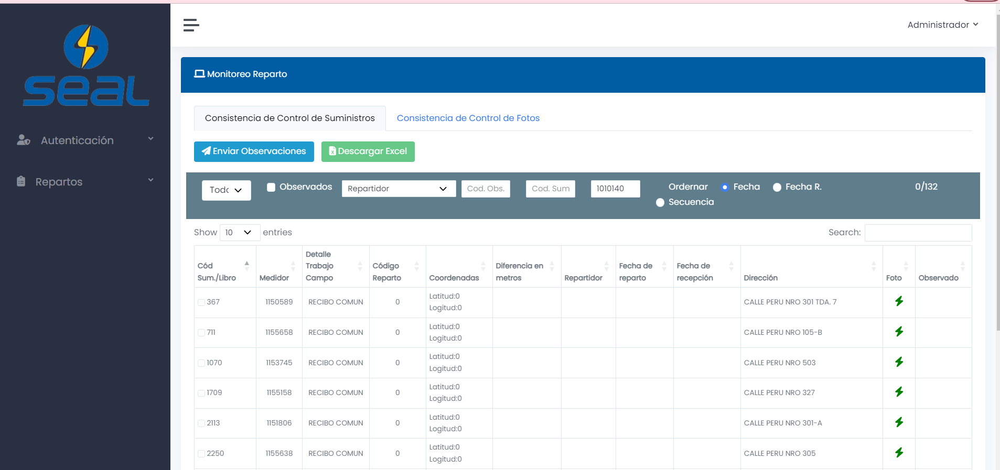 seal
Administrador
Autenticación
Repartos
Monitoreo Reparto
Consistencia de Control de Suministros
Consistencia de Control de Fotos
Enviar Observaciones
Descargar Excel
Observados
Repartidor
Cod. Obs.
Cod. Sum
1010140
Ordernar
Fecha
Fecha R.
Secuencia
0/132
Show 10 entries
Search:
Cód Sum./Libro
Medidor
Detalle Trabajo Campo
Código Reparto
Coordenadas
Diferencia en metros
Repartidor
Fecha de reparto
Fecha de recepción
Dirección
Foto
Observado
367 1150589 RECIBO COMUN 0 Latitud:0 Logitud:0 CALLE PERU NRO 301 TDA. 7
711 1155658 RECIBO COMUN 0 Latitud:0 Logitud:0 CALLE PERU NRO 105-B
1070 1153745 RECIBO COMUN 0 Latitud:0 Logitud:0 CALLE PERU NRO 503
1709 1155158 RECIBO COMUN 0 Latitud:0 Logitud:0 CALLE PERU NRO 327
2113 1151806 RECIBO COMUN 0 Latitud:0 Logitud:0 CALLE PERU NRO 301-A
2250 1155638 RECIBO COMUN 0 Latitud:0 Logitud:0 CALLE PERU NRO 305